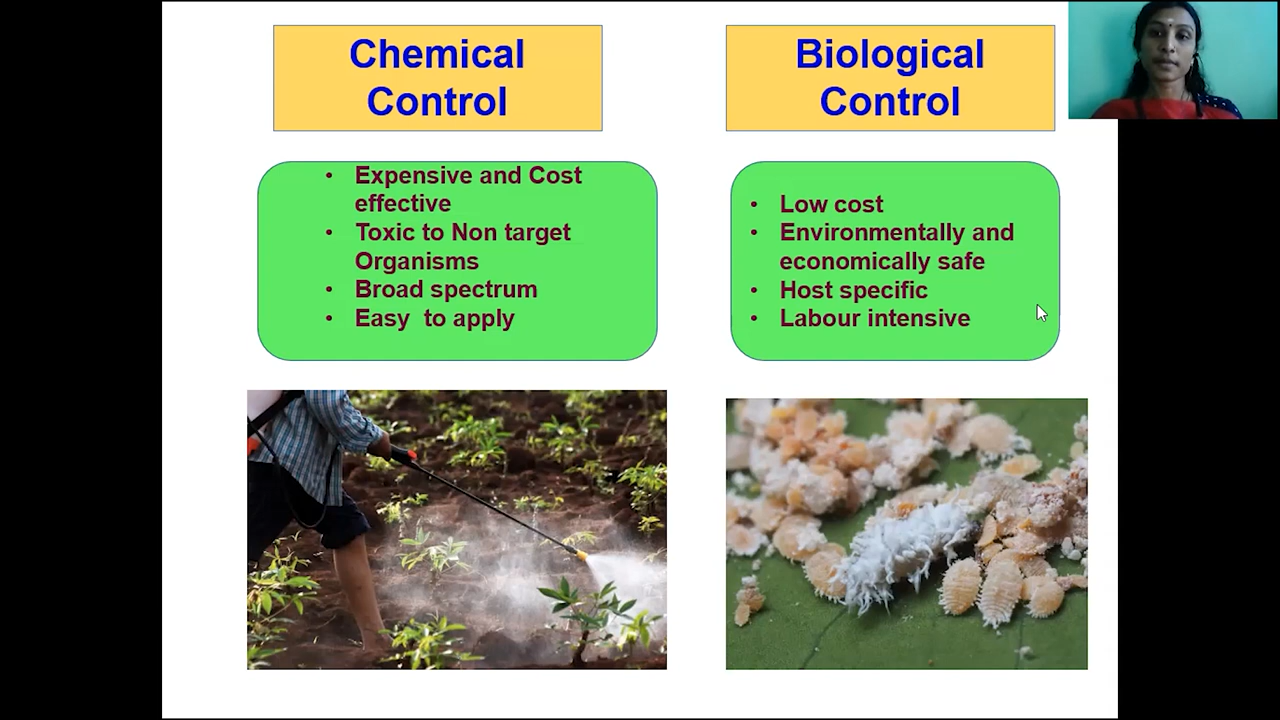 Chemical
Control
• Expensive and Cost
effective
• Toxic to Non target
Organisms
• Broad spectrum
• Easy  to apply
Biological
Control
• Low cost
• Environmentally and
economically safe
• Host specific
• Labour intensive